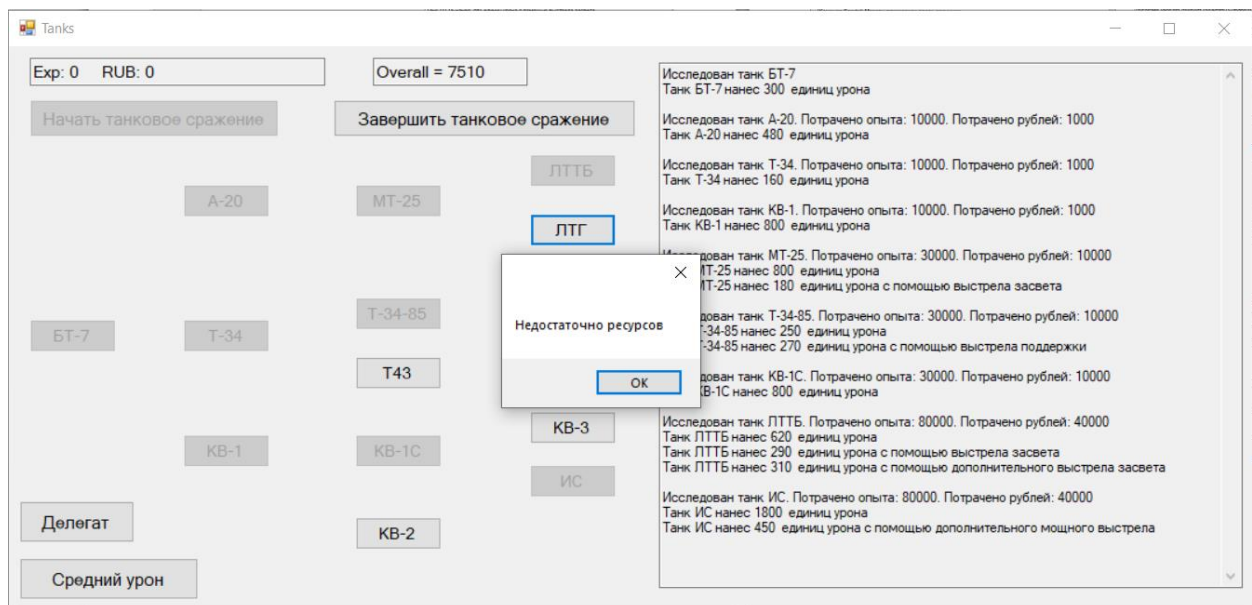 Tanks
Exp: 0 RUB: 0
Overall = 7510
Начать танковое сражение
Завершить танковое сражение
ЛТТБ
А-20
МТ-25
ЛТГ
Т-34-85
БТ-7
Т-34
Т43
КВ-3
КВ-1
КВ-1С
ИС
Делегат
КВ-2
Средний урон
Недостаточно ресурсов
ОК
Исследован танк БТ-7
Танк БТ-7 нанес 300 единиц урона
Исследован танк А-20. Потрачено опыта: 10000. Потрачено рублей: 1000
Танк А-20 нанес 480 единиц урона
Исследован танк Т-34. Потрачено опыта: 10000. Потрачено рублей: 1000
Танк Т-34 нанес 160 единиц урона
Исследован танк КВ-1. Потрачено опыта: 10000. Потрачено рублей: 1000
Танк КВ-1 нанес 800 единиц урона
танк МТ-25. Потрачено опыта: 30000. Потрачено рублей: 10000
МТ-25 нанес 800 единиц урона
МТ-25 нанес 180 единиц урона с помощью выстрела засвета
танк Т-34-85. Потрачено опыта: 30000. Потрачено рублей: 10000
-34-85 нанес 250 единиц урона
-34-85 нанес 270 единиц урона с помощью выстрела поддержки
танк КВ-1С. Потрачено опыта: 30000. Потрачено рублей: 10000
КВ-1С нанес 800 единиц урона
Исследован танк ЛТТБ. Потрачено опыта: 80000. Потрачено рублей: 40000
Танк ЛТТБ нанес 620 единиц урона
Танк ЛТТБ нанес 290 единиц урона с помощью выстрела засвета
Танк ЛТТБ нанес 310 единиц урона с помощью дополнительного выстрела засвета
Исследован танк ИС. Потрачено опыта: 80000. Потрачено рублей: 40000
Танк ИС нанес 1800 единиц урона
Танк ИС нанес 450 единиц урона с помощью дополнительного мощного выстрела